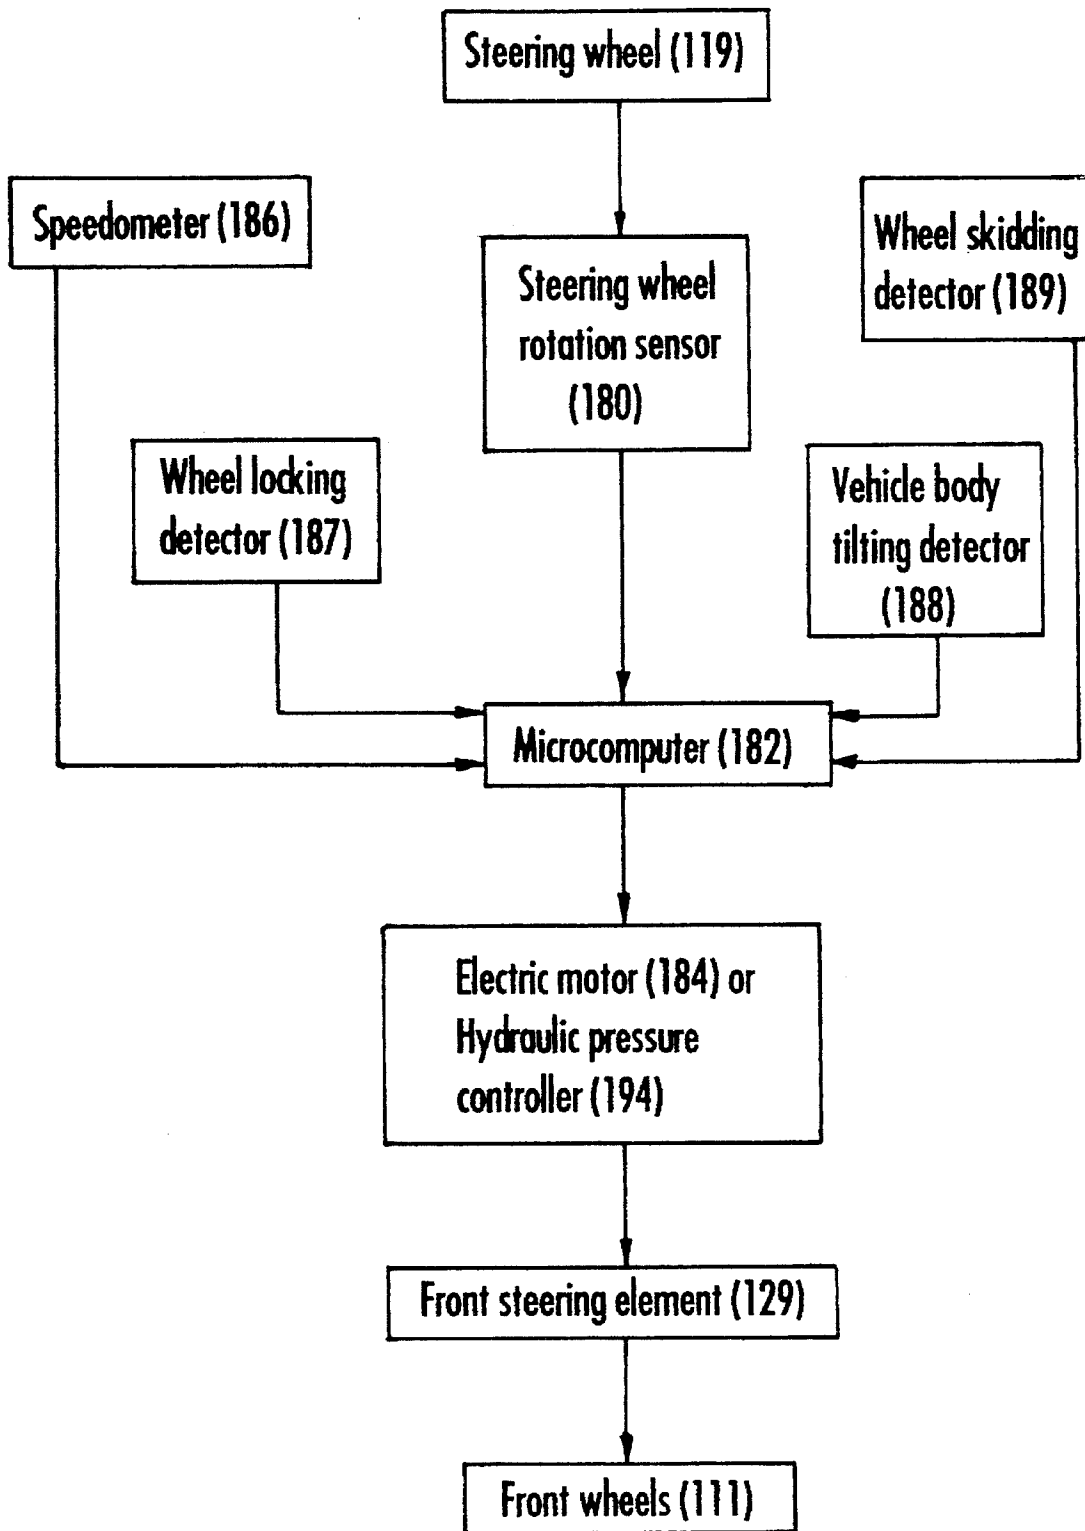 Steering wheel (119)
Speedometer (186)
Wheel skidding
detector (189)
Steering wheel
rotation sensor
(180)
Wheel locking
detector (187)
Vehicle body
tilting detector
(188)
Microcomputer (182)
Electric motor (184) or
Hydraulic pressure
controller (194)
Front steering element (129)
Front wheels (111)